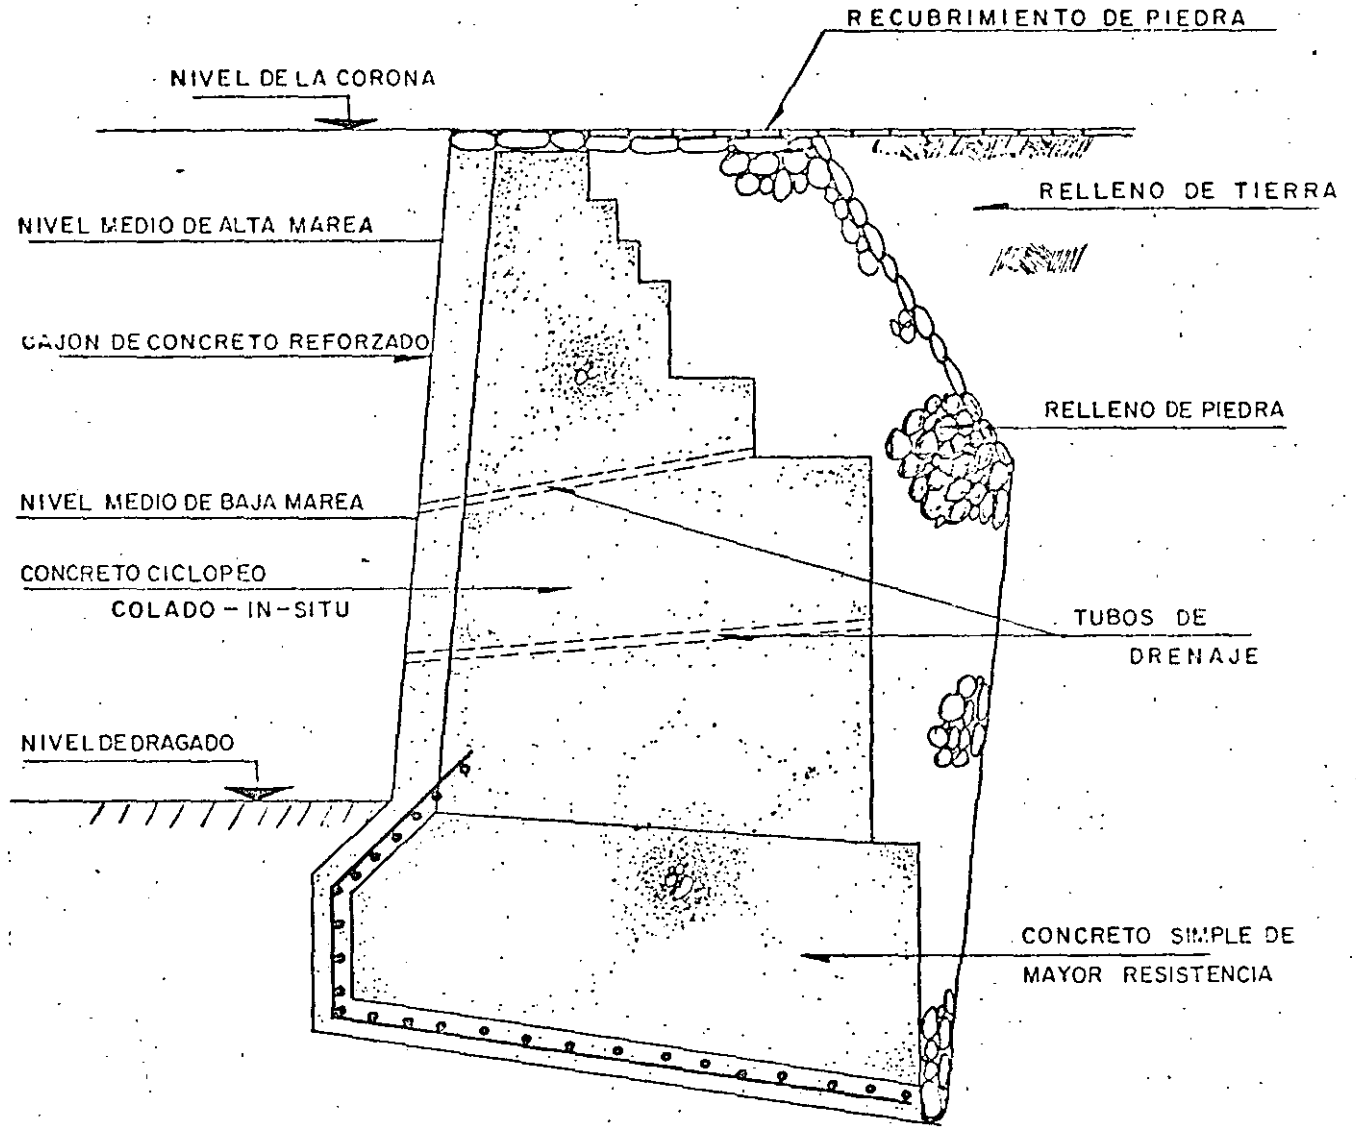 RECUBRIMIENTO DE PIEDRA
NIVEL DE LA CORONA
RELLENO DE TIERRA
NIVEL MEDIO DE ALTA MAREA
CAJON DE CONCRETO REFORZADO
RELLENO DE PIEDRA
NIVEL MEDIO DE BAJA MAREA
CONCRETO CICLOPEO
COLADO-IN-SITU
TUBOS DE
DRENAJE
NIVEL DE DRAGADO
CONCRETO SIMPLE DE
MAYOR RESISTENCIA